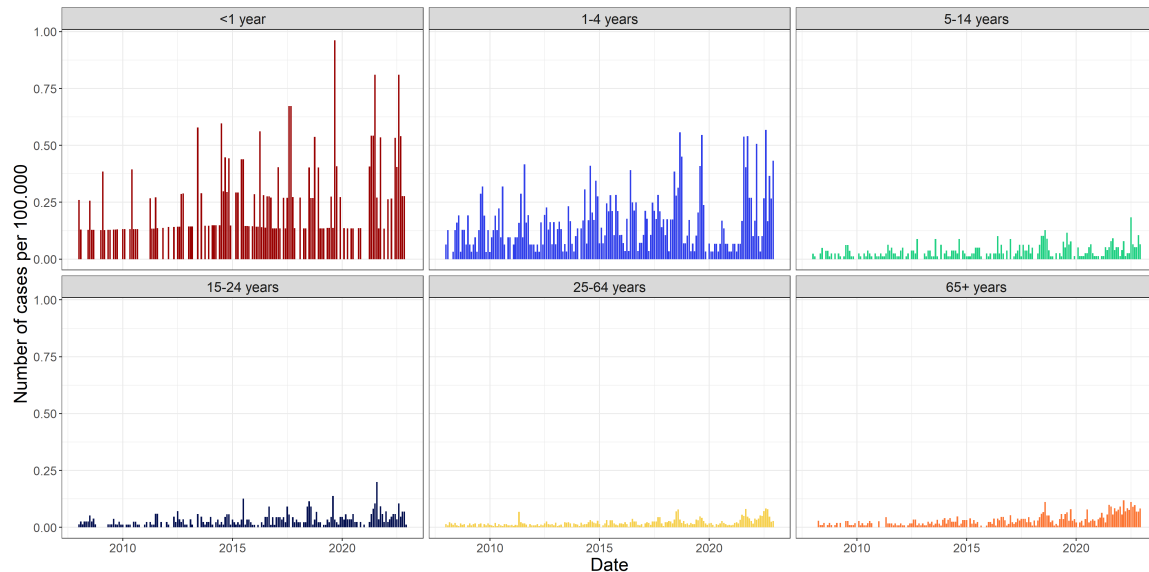 <1 year 1-4 years 5-14 years
1.00
0.75
0.50
0.25
0.00
15-24 years 25-64 years 65+ years
1.00
0.75
0.50
0.25
0.00
2010 2015 2020 2010 2015 2020 2010 2015 2020
Date
Number of cases per 100.000